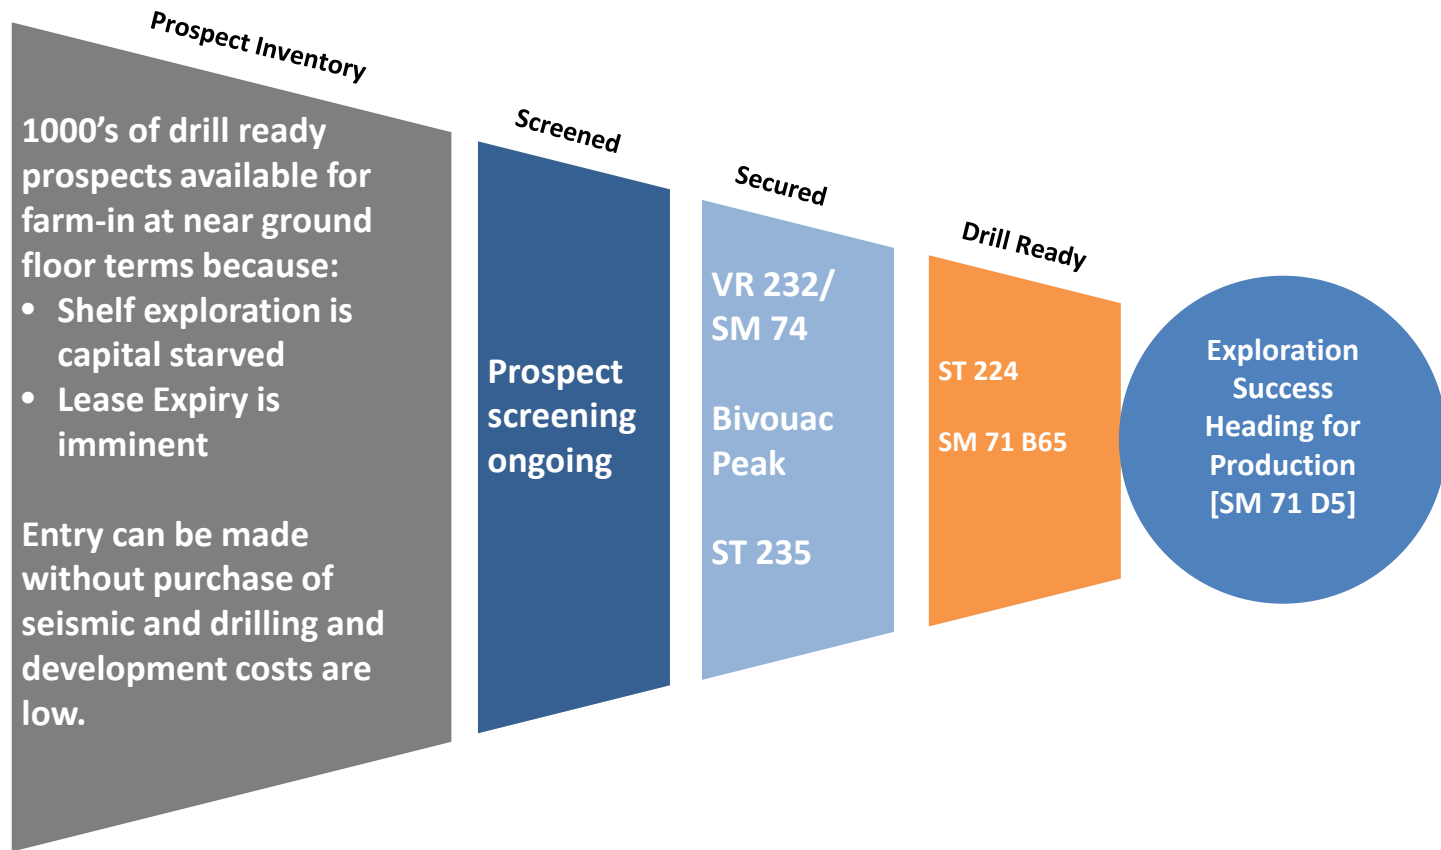 Prospect Inventory
1000’s of drill ready
prospects available for
farm-in at near ground
floor terms because:
• Shelf exploration is
capital starved
• Lease Expiry is
imminent
Entry can be made
without purchase of
seismic and drilling and
development costs are
low.
Screened
Prospect
screening
ongoing
Secured
VR 232/
SM 74
Bivouac
Peak
ST 235
Drill Ready
ST 224
SM 71 B65
Exploration
Success
Heading for
Production
[SM 71 D5]